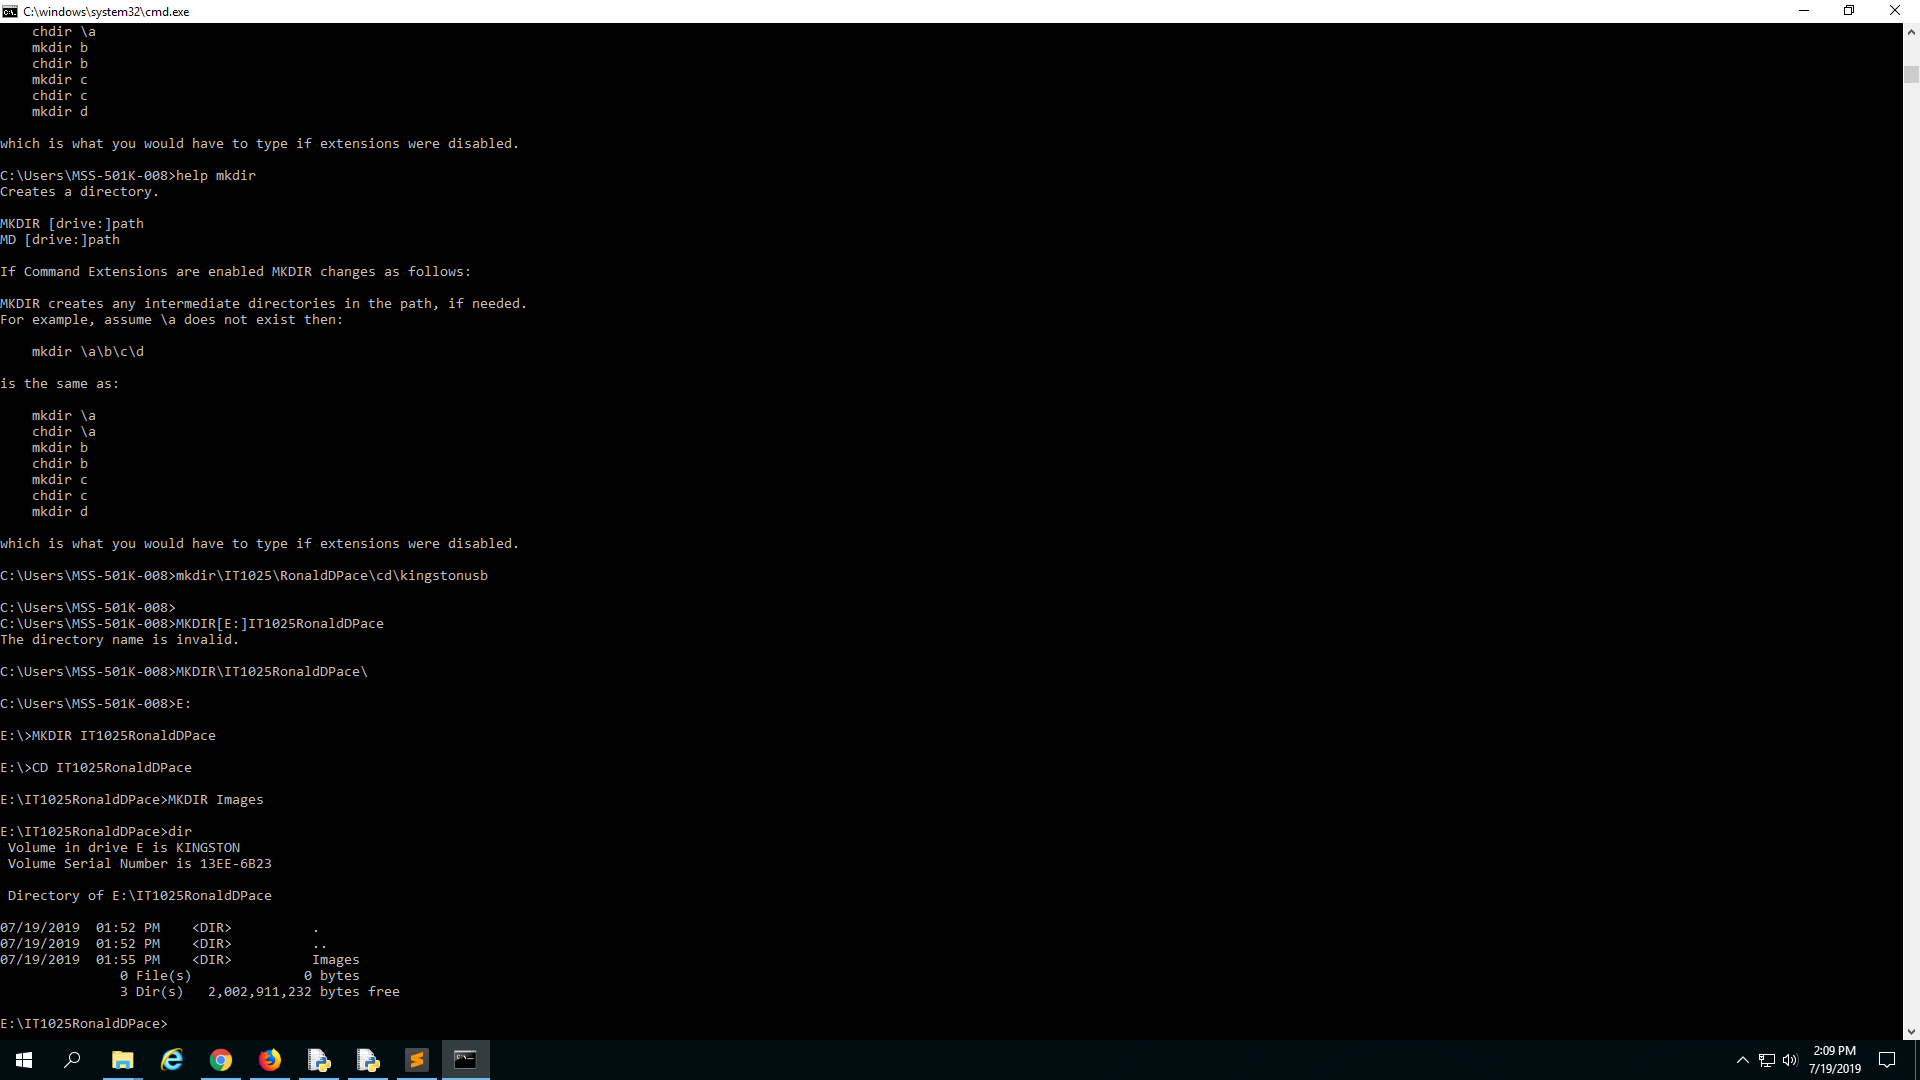 C:\windows\system32\cmd.exe
chdir \a
mkdir b
chdir b
mkdir c
chdir c
mkdir d
which is what you would have to type if extensions were disabled.
C:\Users\MSS-501K-008>help mkdir
Creates a directory.
MKDIR [drive:]path
MD [drive:]path
If Command Extensions are enabled MKDIR changes as follows:
MKDIR creates any intermediate directories in the path, if needed.
For example, assume \a does not exist then:
mkdir \a\b\c\d
is the same as:
mkdir \a
chdir \a
mkdir b
chdir b
mkdir c
chdir c
mkdir d
which is what you would have to type if extensions were disabled.
C:\Users\MSS-501K-008>mkdir\IT1025\RonaldDPace\cd\kingstonusb
C:\Users\MSS-501K-008>
C:\Users\MSS-501K-008>MKDIR[E:]IT1025RonaldDPace
The directory name is invalid.
C:\Users\MSS-501K-008>MKDIR\IT1025RonaldDPace\
C:\Users\MSS-501K-008>E:
E:\>MKDIR IT1025RonaldDPace
E:\>CD IT1025RonaldDPace
E:\IT1025RonaldDPace>MKDIR Images
E:\IT1025RonaldDPace>dir
Volume in drive E is KINGSTON
Volume Serial Number is 13EE-6B23
Directory of E:\IT1025RonaldDPace
07/19/2019  01:52 PM    <DIR>          .
07/19/2019  01:52 PM    <DIR>          ..
07/19/2019  01:55 PM    <DIR>          Images
0 File(s)              0 bytes
3 Dir(s)   2,002,911,232 bytes free
E:\IT1025RonaldDPace>
2:09 PM
7/19/2019